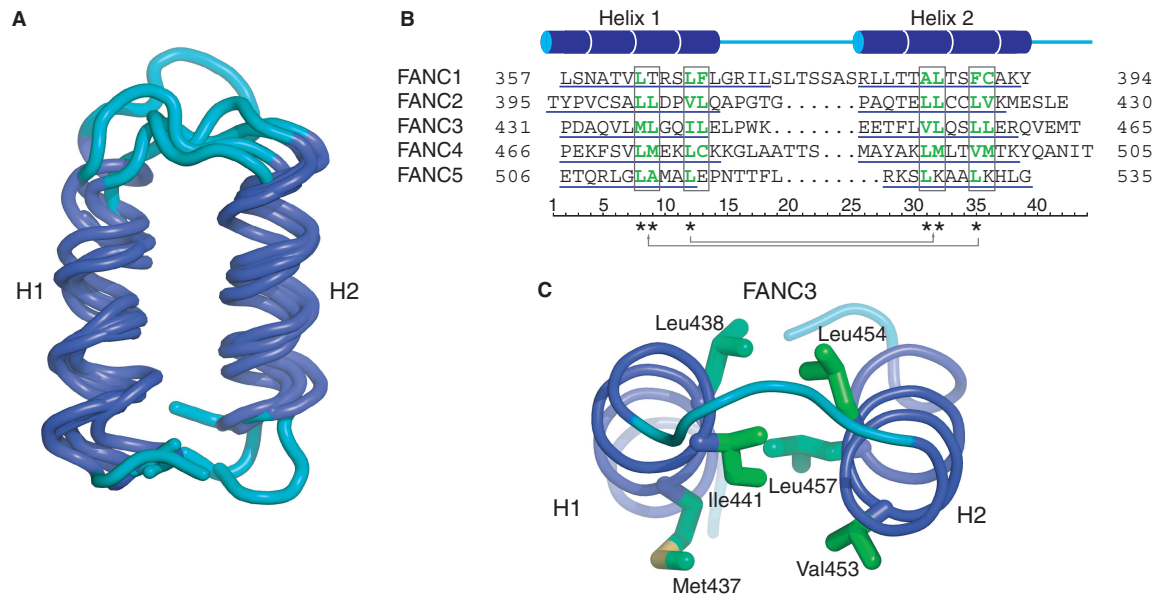 A
H1
H2
B
Helix 1 Helix 2
FANC1 357 LSNATVLTRSLFLGRILSLTSSASRLLTTALTSFCAKY 394
FANC2 395 TYPVCSALLDPVLQAPGTG......PAQTELLCCLVKMESLE 430
FANC3 431 PDAQVLMLGQILELPWK.......EETFLVLQSLLERQVEMT 465
FANC4 466 PEKFSVLMEKLCKKGLAATTS...MAYAKLMLTVMTKYQANIT 505
FANC5 506 ETQRLGLAMALEPNTTFL.........RKSLKAALKHLG 535
1 5 10 15 20 25 30 35 40
** * ** *
C
FANC3
Leu438
Leu454
H1
Ile441
Leu457
H2
Met437
Val453